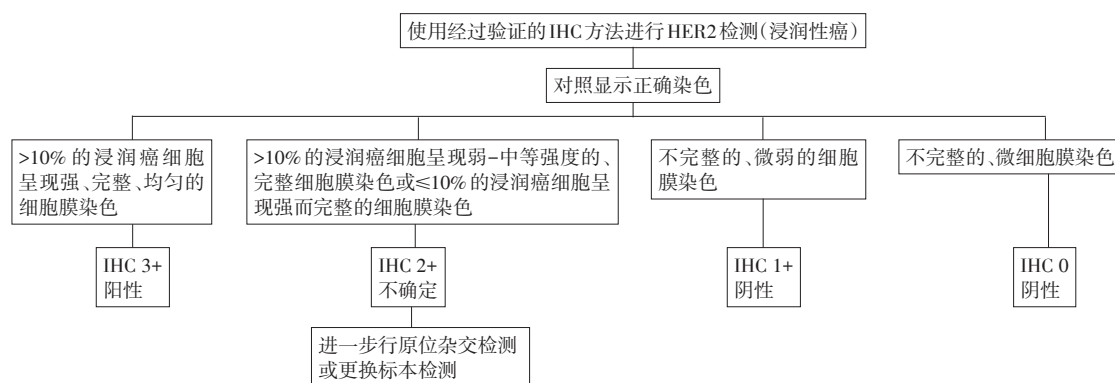 使用经过验证的IHC方法进行HER2检测(浸润性癌)
对照显示正确染色
>10%的浸润癌细胞
呈现强、完整、均匀的
细胞膜染色
>10%的浸润癌细胞呈现弱-中等强度的、
完整细胞膜染色或≤10%的浸润癌细胞呈
现强而完整的细胞膜染色
不完整的、微弱的细胞
膜染色
不完整的、微细胞膜染色
IHC 3+
阳性
IHC 2+
不确定
IHC 1+
阴性
IHC 0
阴性
进一步行原位杂交检测
或更换标本检测